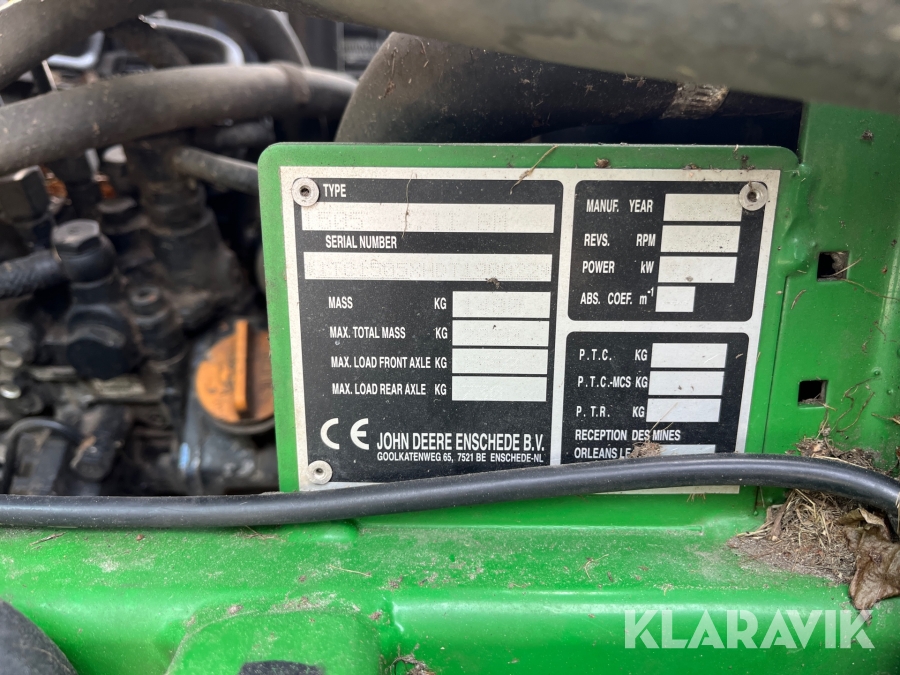 TYPE
SERIAL NUMBER
MASS KG
MAX. TOTAL MASS KG
MAX. LOAD FRONT AXLE KG
MAX. LOAD REAR AXLE KG
CE JOHN DEERE ENSCHEDE B.V.
GOOLKATENWEG 65, 7521 BE ENSCHEDE-NL
MANUF. YEAR
REVS. RPM
POWER kW
ABS. COEF. m-1
P.T.C. KG
P.T.C.-MCS KG
P.T.R. KG
RECEPTION DES MINES
ORLEANS LE
KLARAVIK